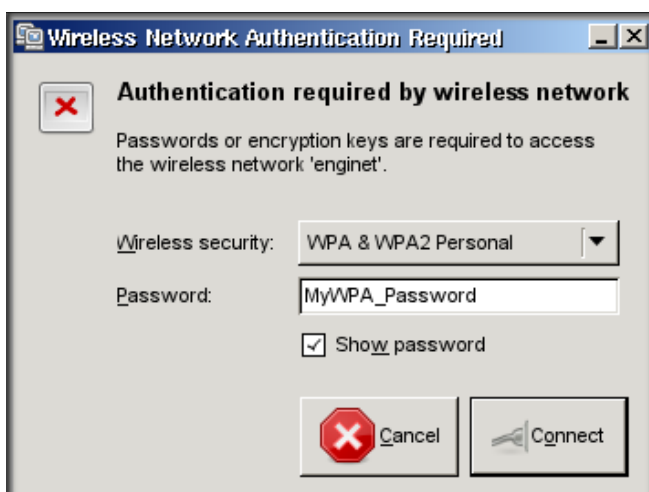 Wireless Network Authentication Required
Authentication required by wireless network
Passwords or encryption keys are required to access
the wireless network 'enginet'.
Wireless security: WPA & WPA2 Personal
Password: MyWPA_Password
Show password
Cancel Connect